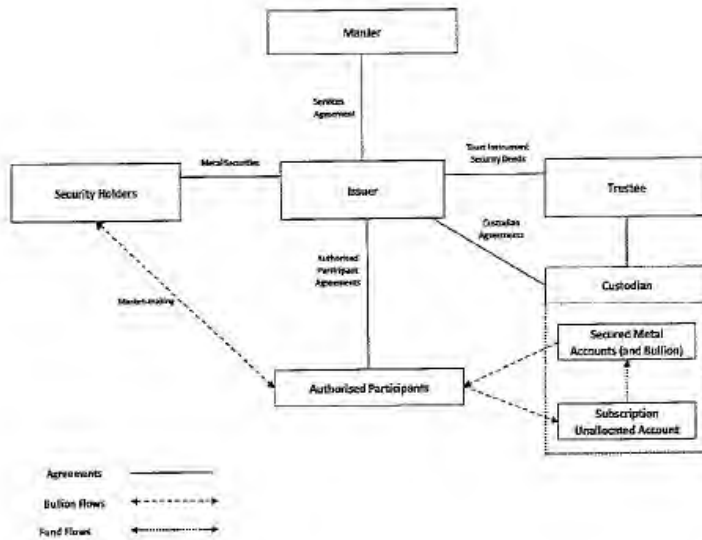 ManJer
Services
Agreement
Metal Securities
Trust Instrument
Security Deeds
Security Holders
Issuer
Trustee
Custodian
Agreements
Authorised
Participant
Agreements
Custodian
Market-making
Secured Metal
Accounts (and Bullion)
Authorised Participants
Subscription
Unallocated Account
Agreements
Bullion Flows
Fund Flows